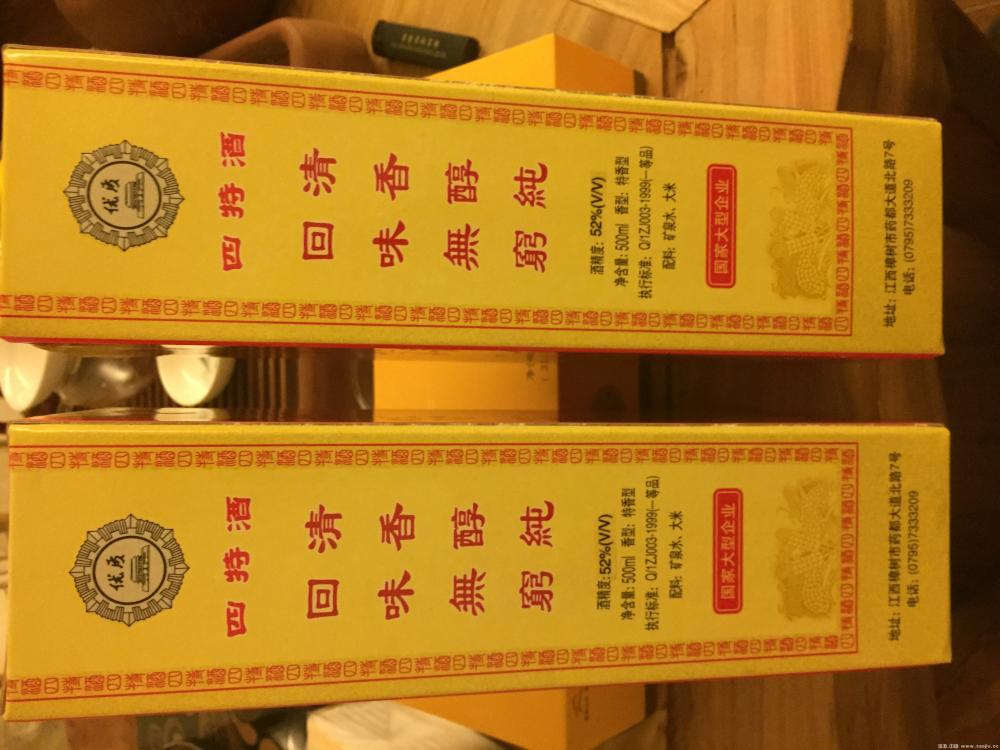 优质
四特酒
清香醇純
回味無窮
酒精度: 52%(V/V)
净含量: 500ml 香型: 特香型
执行标准: Q/1ZJ003-1999(一等品)
配料: 矿泉水、大米
国家大型企业
地址: 江西樟树市药都大道北路7号
电话: (0795)7333209
优质
四特酒
清香醇純
回味無窮
酒精度: 52%(V/V)
净含量: 500ml 香型: 特香型
执行标准: Q/1ZJ003-1999(一等品)
配料: 矿泉水、大米
国家大型企业
地址: 江西樟树市药都大道北路7号
电话: (0795)7333209